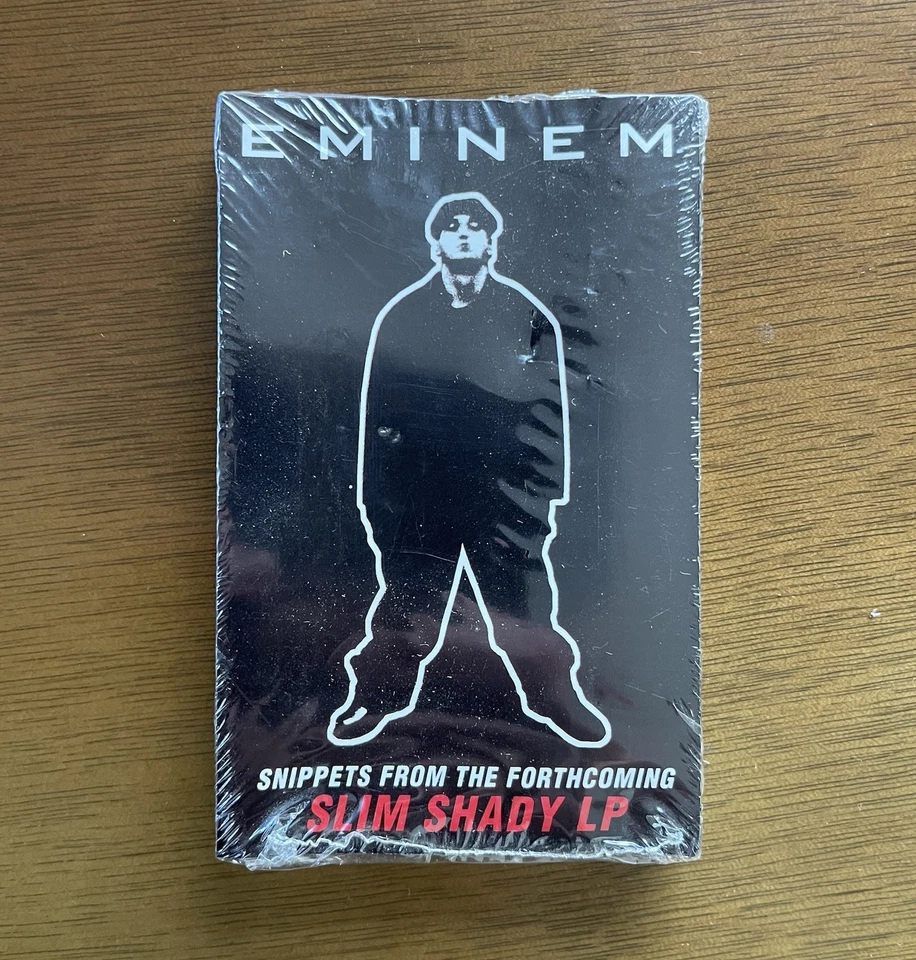 EMINEM
SNIPPETS FROM THE FORTHCOMING
SLIM SHADY LP